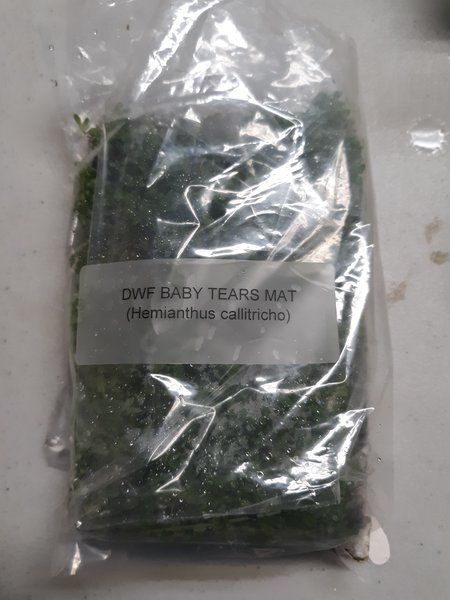 DWF BABY TEARS MAT
(Hemianthus callitricho)